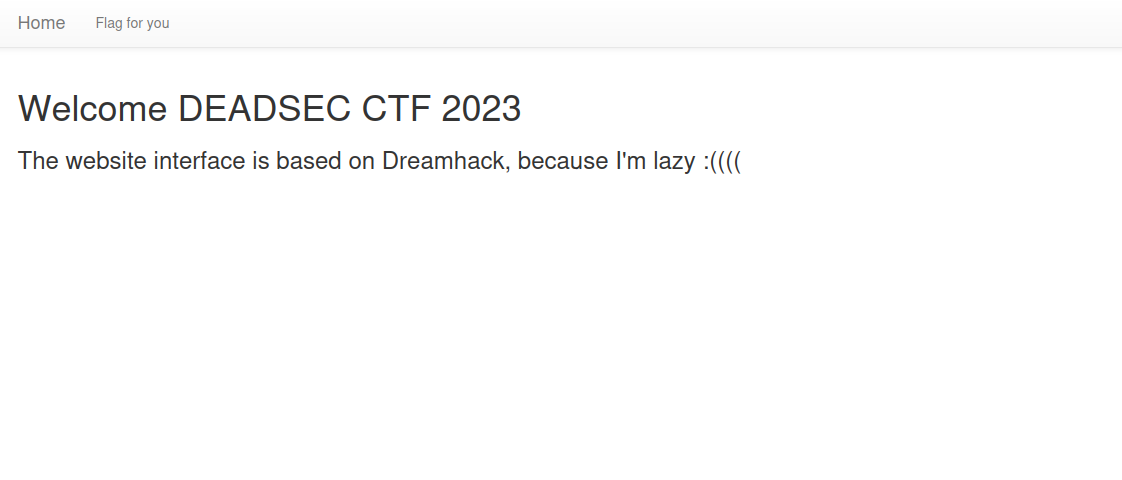 Home Flag for you
Welcome DEADSEC CTF 2023
The website interface is based on Dreamhack, because I'm lazy :((((